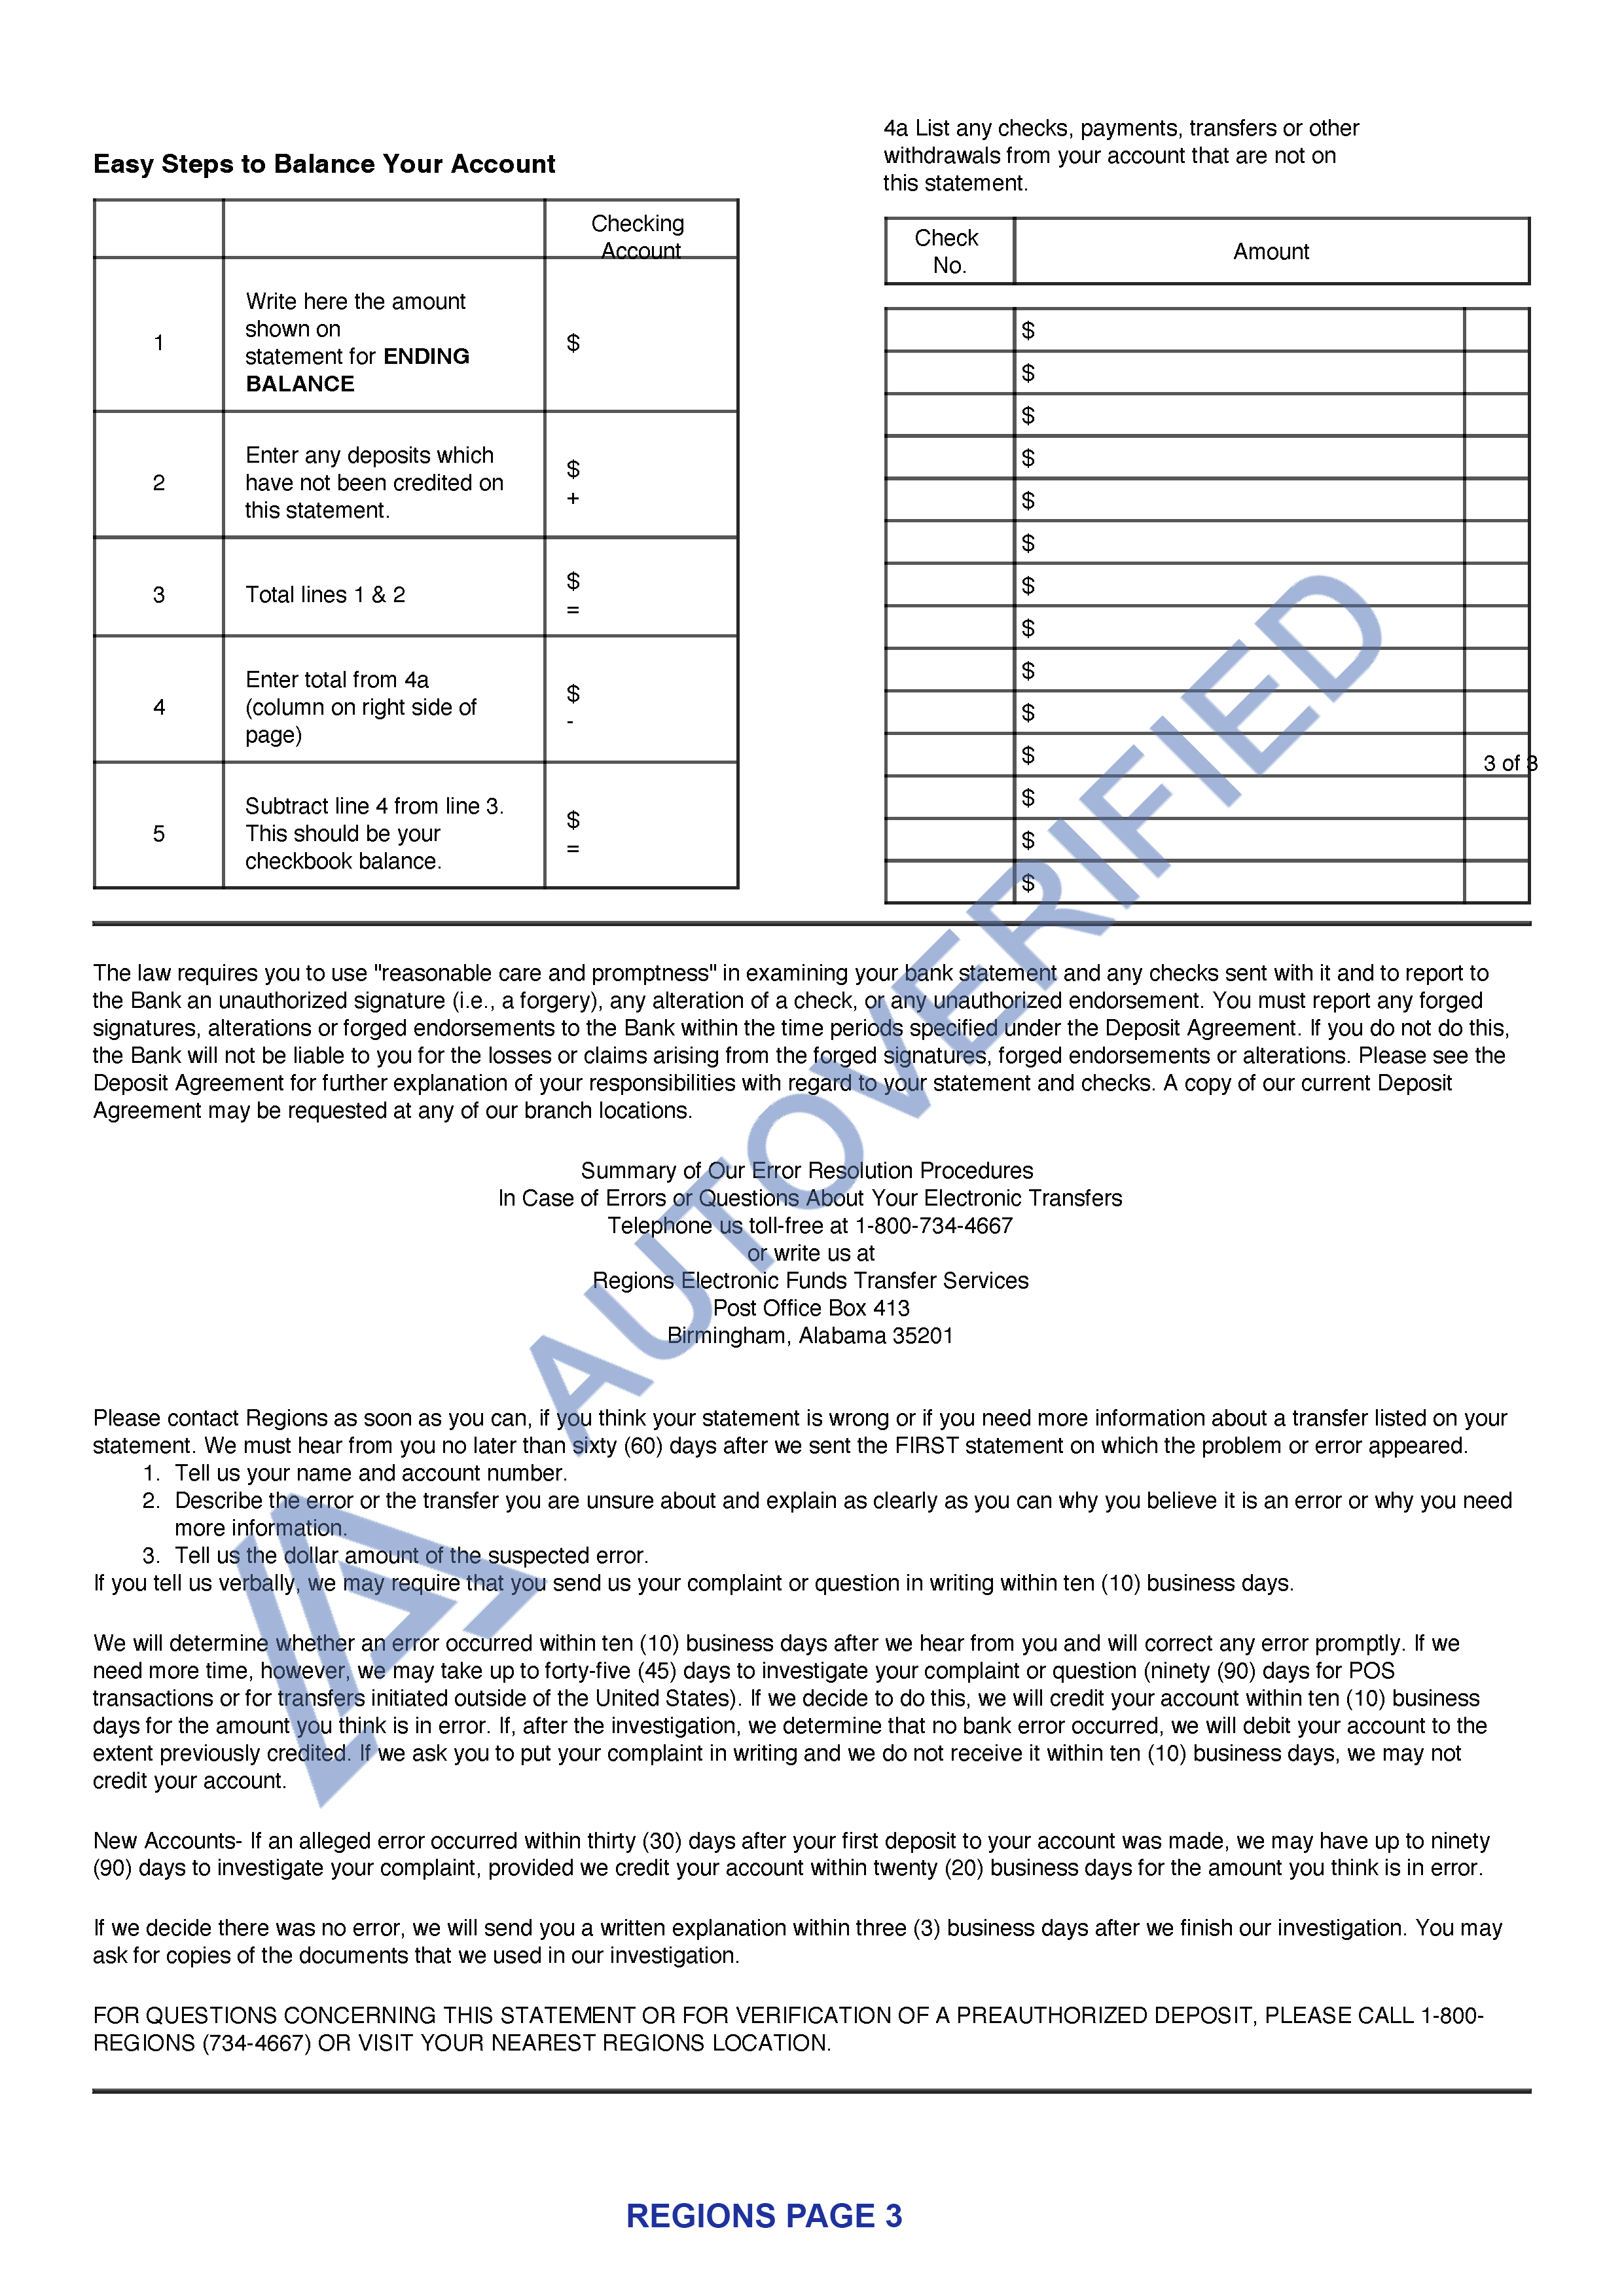 Easy Steps to Balance Your Account
Checking
Account
1
Write here the amount
shown on
statement for ENDING
BALANCE
$
2
Enter any deposits which
have not been credited on
this statement.
$
+
3
Total lines 1 & 2
$
=
4
Enter total from 4a
(column on right side of
page)
$
-
5
Subtract line 4 from line 3.
This should be your
checkbook balance.
$
=
4a List any checks, payments, transfers or other
withdrawals from your account that are not on
this statement.
Check
No.
Amount
$
$
$
$
$
$
$
$
$
$
$
3 of 3
$
$
$
The law requires you to use "reasonable care and promptness" in examining your bank statement and any checks sent with it and to report to
the Bank an unauthorized signature (i.e., a forgery), any alteration of a check, or any unauthorized endorsement. You must report any forged
signatures, alterations or forged endorsements to the Bank within the time periods specified under the Deposit Agreement. If you do not do this,
the Bank will not be liable to you for the losses or claims arising from the forged signatures, forged endorsements or alterations. Please see the
Deposit Agreement for further explanation of your responsibilities with regard to your statement and checks. A copy of our current Deposit
Agreement may be requested at any of our branch locations.
Summary of Our Error Resolution Procedures
In Case of Errors or Questions About Your Electronic Transfers
Telephone us toll-free at 1-800-734-4667
or write us at
Regions Electronic Funds Transfer Services
Post Office Box 413
Birmingham, Alabama 35201
Please contact Regions as soon as you can, if you think your statement is wrong or if you need more information about a transfer listed on your
statement. We must hear from you no later than sixty (60) days after we sent the FIRST statement on which the problem or error appeared.
1. Tell us your name and account number.
2. Describe the error or the transfer you are unsure about and explain as clearly as you can why you believe it is an error or why you need
more information.
3. Tell us the dollar amount of the suspected error.
If you tell us verbally, we may require that you send us your complaint or question in writing within ten (10) business days.
We will determine whether an error occurred within ten (10) business days after we hear from you and will correct any error promptly. If we
need more time, however, we may take up to forty-five (45) days to investigate your complaint or question (ninety (90) days for POS
transactions or for transfers initiated outside of the United States). If we decide to do this, we will credit your account within ten (10) business
days for the amount you think is in error. If, after the investigation, we determine that no bank error occurred, we will debit your account to the
extent previously credited. If we ask you to put your complaint in writing and we do not receive it within ten (10) business days, we may not
credit your account.
New Accounts- If an alleged error occurred within thirty (30) days after your first deposit to your account was made, we may have up to ninety
(90) days to investigate your complaint, provided we credit your account within twenty (20) business days for the amount you think is in error.
If we decide there was no error, we will send you a written explanation within three (3) business days after we finish our investigation. You may
ask for copies of the documents that we used in our investigation.
FOR QUESTIONS CONCERNING THIS STATEMENT OR FOR VERIFICATION OF A PREAUTHORIZED DEPOSIT, PLEASE CALL 1-800-
REGIONS (734-4667) OR VISIT YOUR NEAREST REGIONS LOCATION.
AUTOVERIFIED
REGIONS PAGE 3